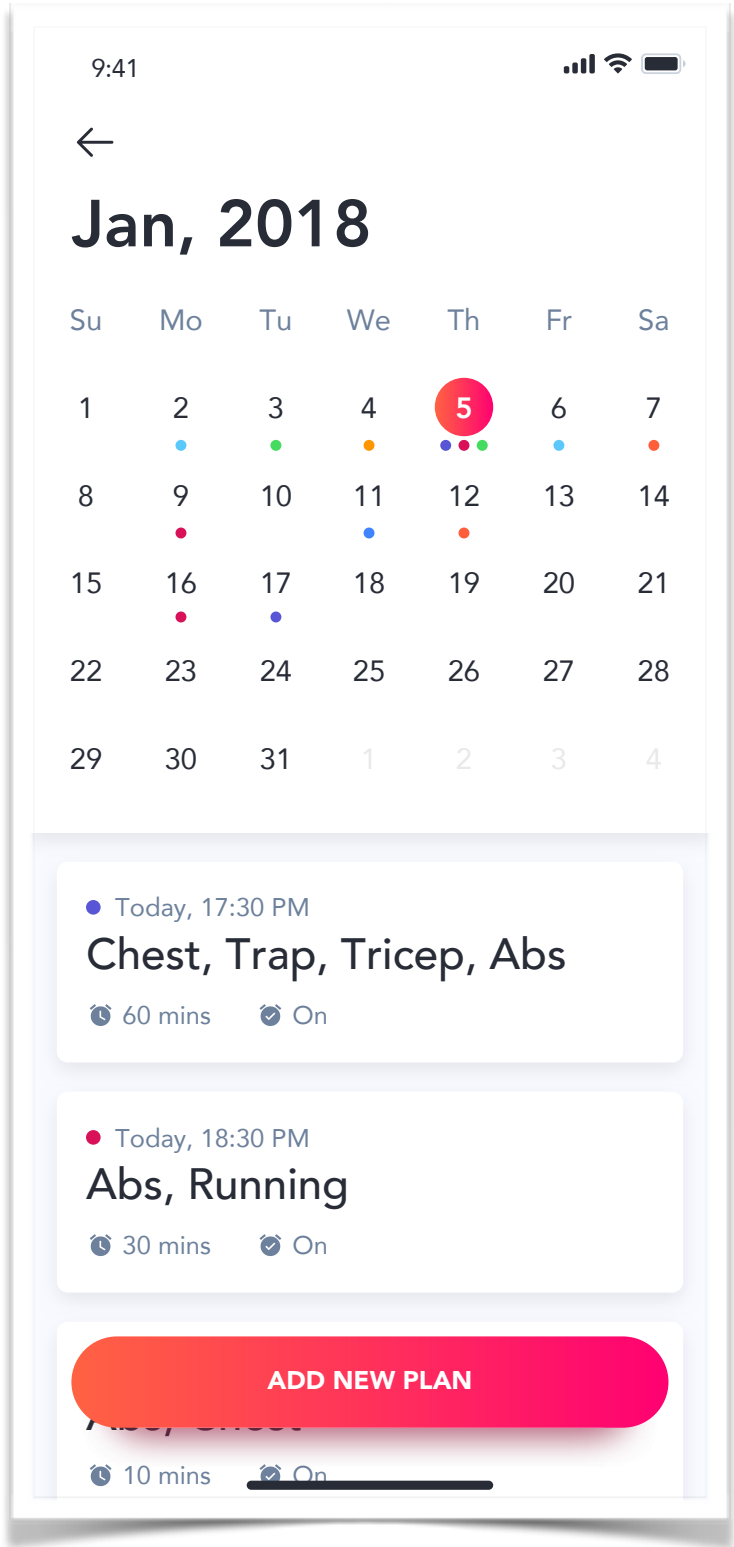 9:41
Jan, 2018
Su Mo Tu We Th Fr Sa
1 2 3 4 5 6 7
8 9 10 11 12 13 14
15 16 17 18 19 20 21
22 23 24 25 26 27 28
29 30 31 1 2 3 4
Today, 17:30 PM
Chest, Trap, Tricep, Abs
60 mins On
Today, 18:30 PM
Abs, Running
30 mins On
ADD NEW PLAN
10 mins On